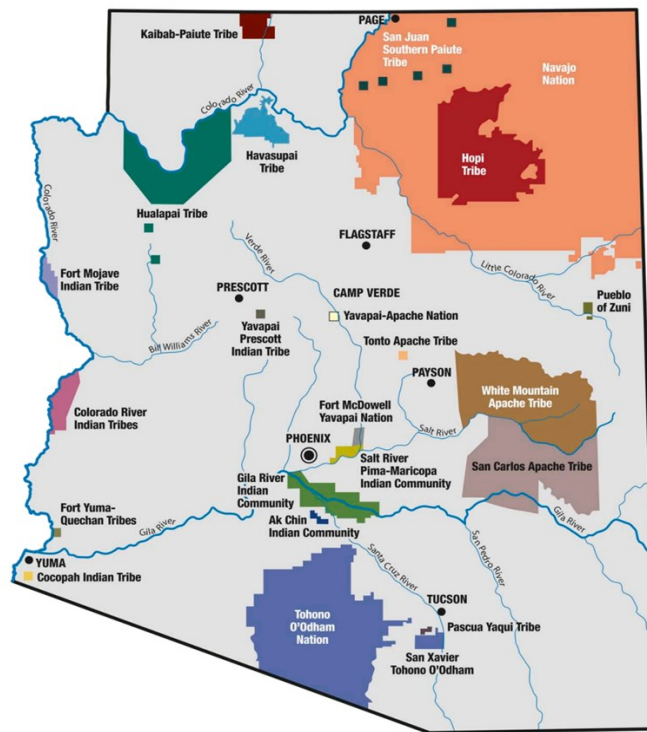 Kaibab-Paiute Tribe
PAGE
San Juan
Southern Paiute
Tribe
Navajo
Nation
Colorado River
Havasupai
Tribe
Hopi
Tribe
Colorado River
Hualapai Tribe
FLAGSTAFF
Verde River
Little Colorado River
Fort Mojave
Indian Tribe
PRESCOTT
CAMP VERDE
Pueblo
of Zuni
Yavapai
Prescott
Indian Tribe
Yavapai-Apache Nation
Bill Williams River
Tonto Apache Tribe
PAYSON
White Mountain
Apache Tribe
Colorado River
Indian Tribes
Fort McDowell
Yavapai Nation
Salt River
PHOENIX
Salt River
Pima-Maricopa
Indian Community
San Carlos Apache Tribe
Gila River
Indian
Community
Ak Chin
Indian Community
Gila River
Fort Yuma-
Quechan Tribes
Gila River
Santa Cruz River
San Pedro River
YUMA
Cocopah Indian Tribe
Tohono
O'Odham
Nation
TUCSON
Pascua Yaqui Tribe
San Xavier
Tohono O'Odham